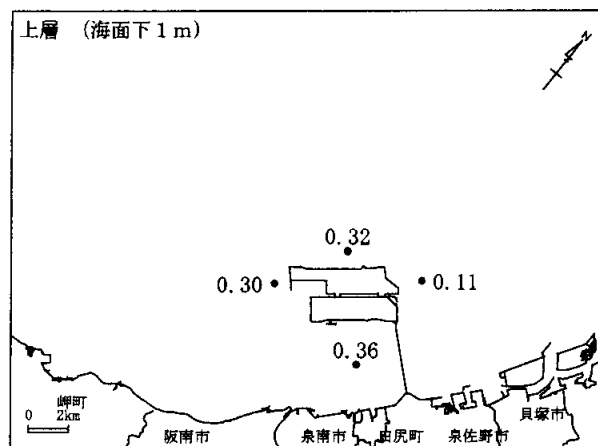 上層 （海面下１ｍ）
N
0.32
0.30
0.11
0.36
岬町
0 2km
阪南市
泉南市
田尻町
泉佐野市
貝塚市